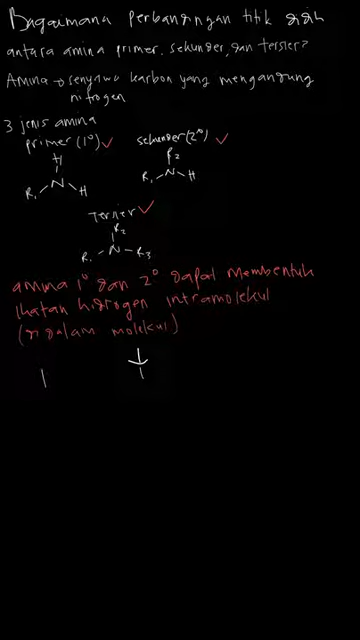 Bagaimana perbandingan titik didih
antara amina primer, sekunder, dan tersier?
Amina → senyawa karbon yang mengandung
nitrogen
3 jenis amina
primer (1°) ✓
sekunder (2°) ✓
H
R₁ - N - H
R₂
R₁ - N - H
Tersier ✓
R₂
R₁ - N - R₃
amina 1° dan 2° dapat membentuk
ikatan hidrogen intramolekul
(di dalam molekul)